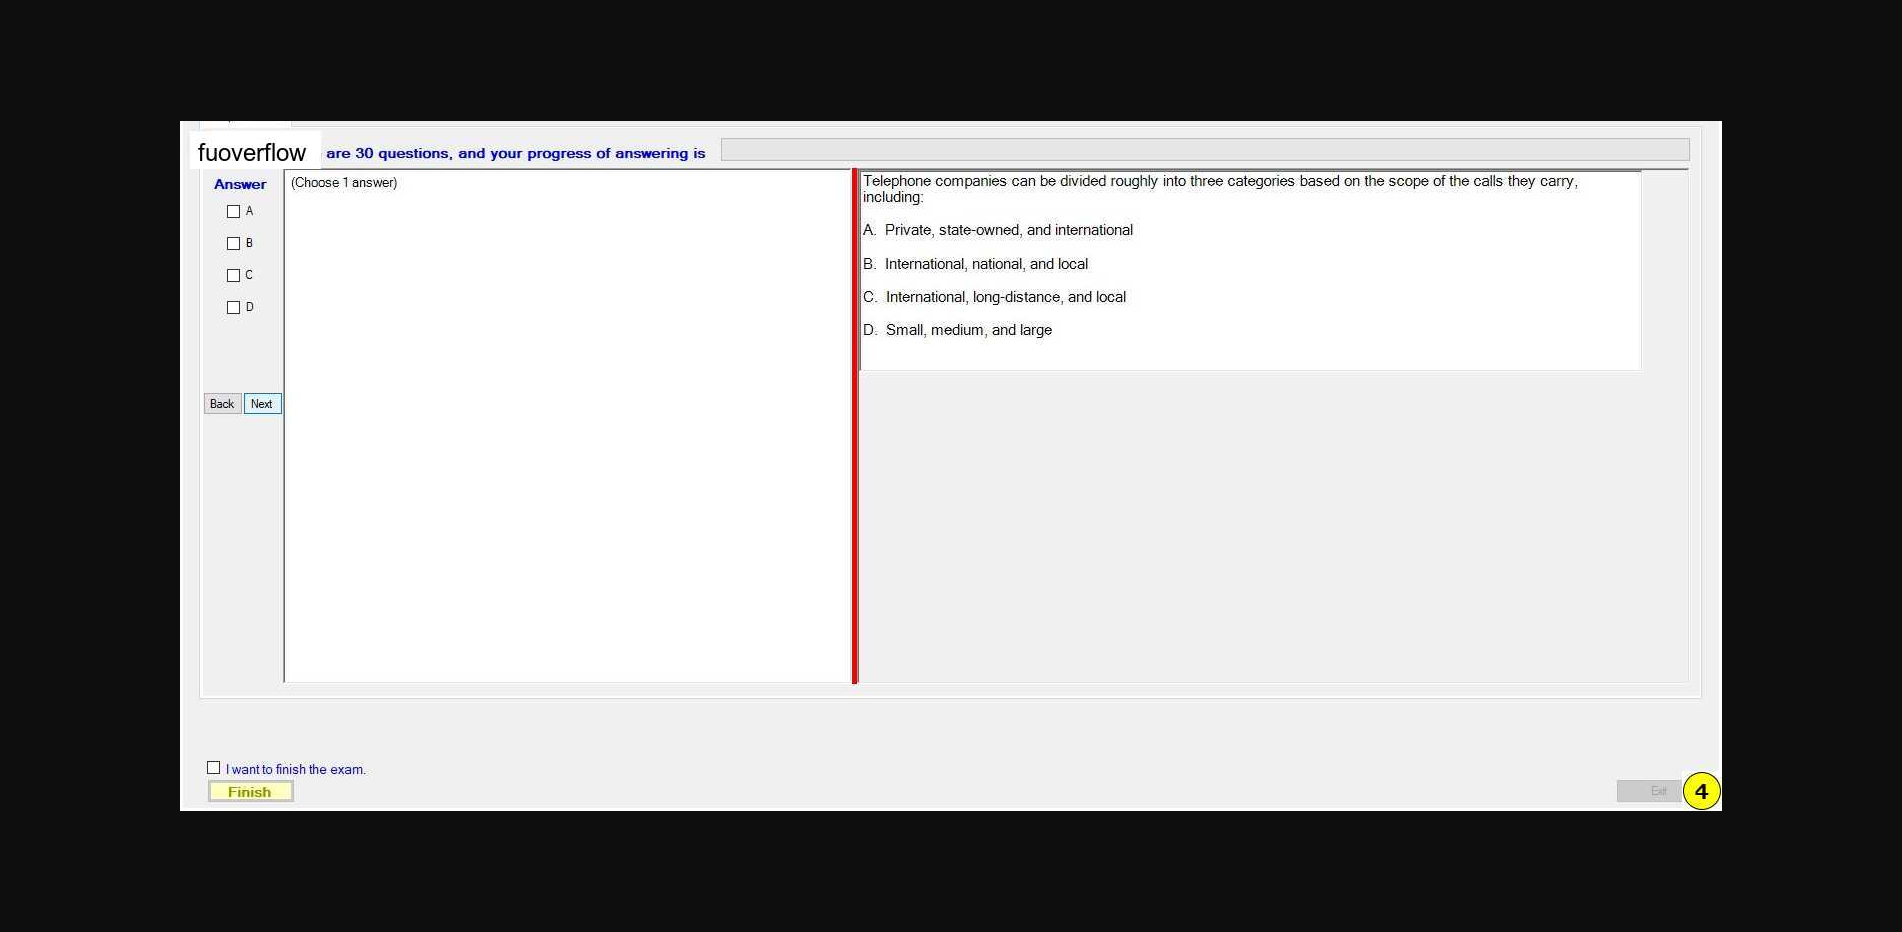 fuoverflow are 30 questions, and your progress of answering is
Answer
A
B
C
D
Back Next
(Choose 1 answer)
Telephone companies can be divided roughly into three categories based on the scope of the calls they carry,
including:
A. Private, state-owned, and international
B. International, national, and local
C. International, long-distance, and local
D. Small, medium, and large
I want to finish the exam.
Finish
Exit
4